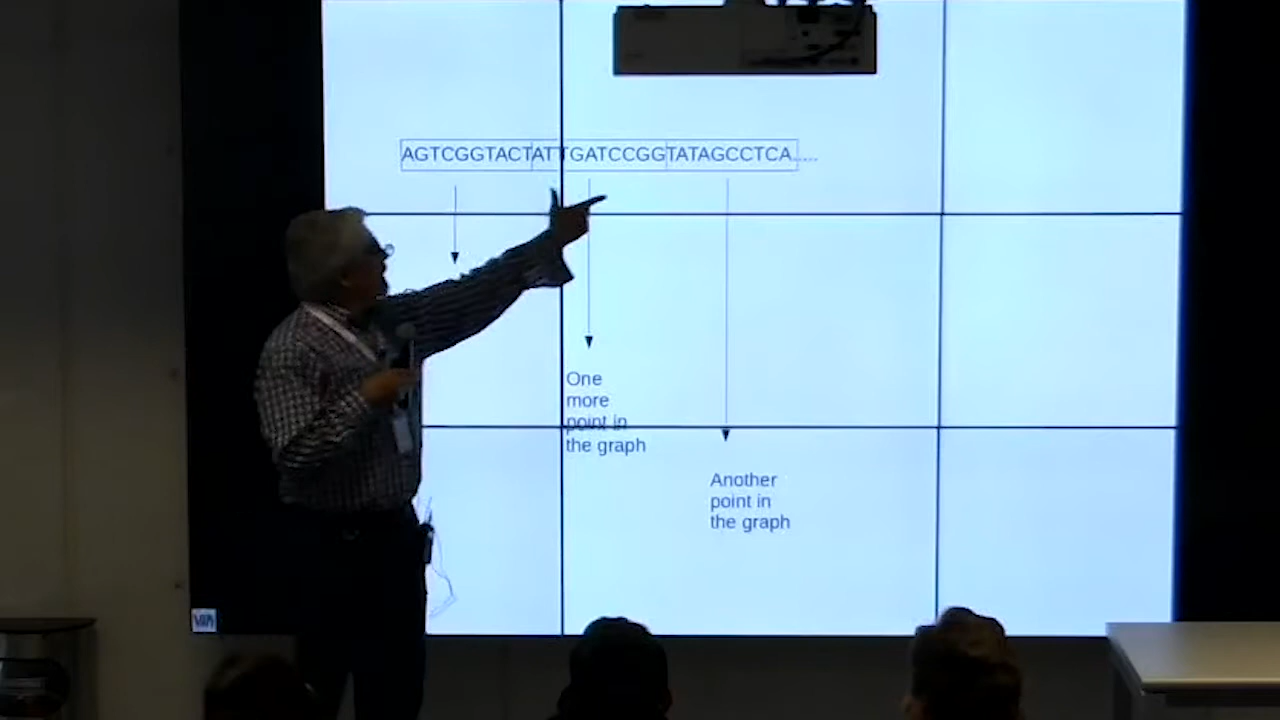 AGTCGGTACTATTGATCCGGTATAGCCTCA.....
One
more
point in
the graph
Another
point in
the graph